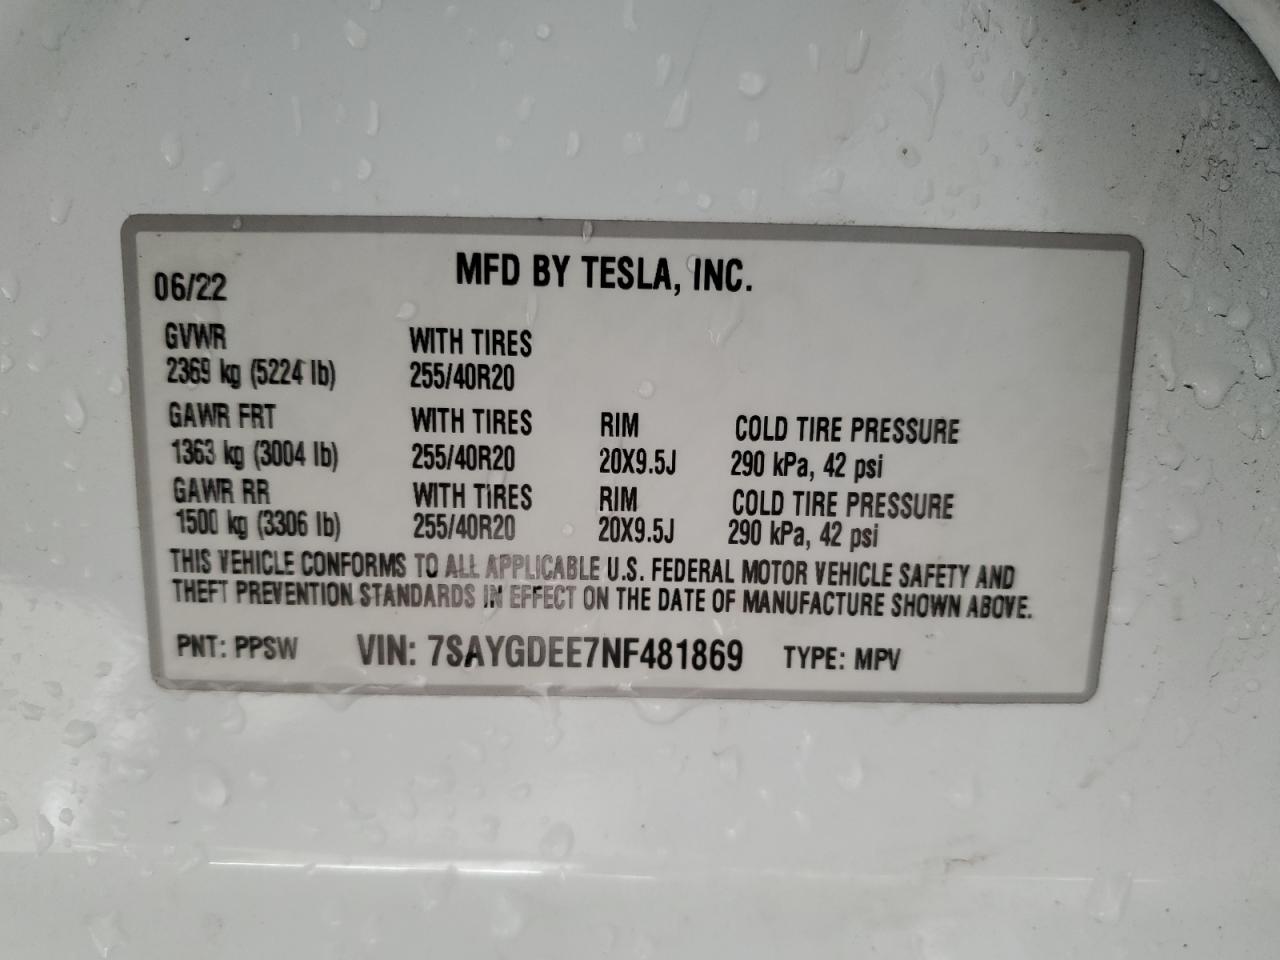 MFD BY TESLA, INC.
06/22
GVWR WITH TIRES
2369 kg (5224 lb) 255/40R20
GAWR FRT WITH TIRES RIM COLD TIRE PRESSURE
1363 kg (3004 lb) 255/40R20 20X9.5J 290 kPa, 42 psi
GAWR RR WITH TIRES RIM COLD TIRE PRESSURE
1500 kg (3306 lb) 255/40R20 20X9.5J 290 kPa, 42 psi
THIS VEHICLE CONFORMS TO ALL APPLICABLE U.S. FEDERAL MOTOR VEHICLE SAFETY AND
THEFT PREVENTION STANDARDS IN EFFECT ON THE DATE OF MANUFACTURE SHOWN ABOVE.
PNT: PPSW VIN: 7SAYGDEE7NF481869 TYPE: MPV